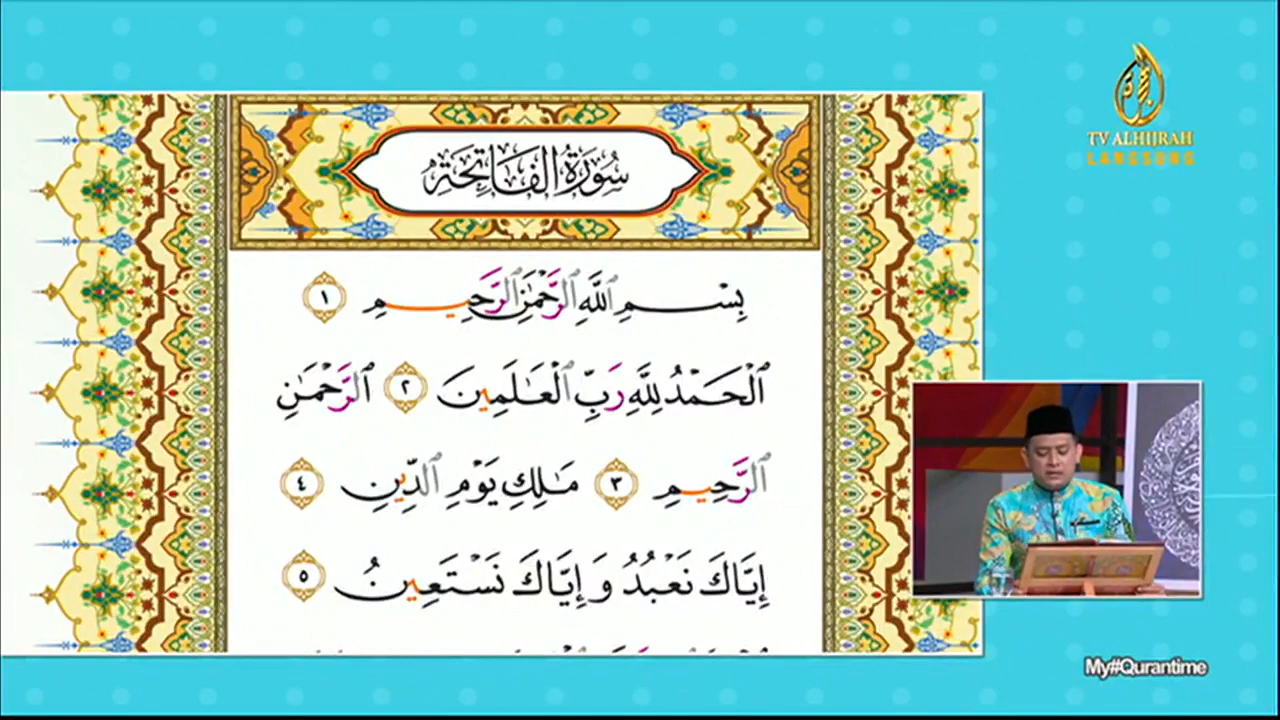 سُورَةُ الفَاتِحَةِ
بِسْمِ ٱللَّهِ ٱلرَّحْمَٰنِ ٱلرَّحِيمِ ١
ٱلْحَمْدُ لِلَّهِ رَبِّ ٱلْعَٰلَمِينَ ٢ ٱلرَّحْمَٰنِ
ٱلرَّحِيمِ ٣ مَٰلِكِ يَوْمِ ٱلدِّينِ ٤
إِيَّاكَ نَعْبُدُ وَإِيَّاكَ نَسْتَعِينُ ٥
TV ALHIJRAH
LANGSUNG
My#Qurantime